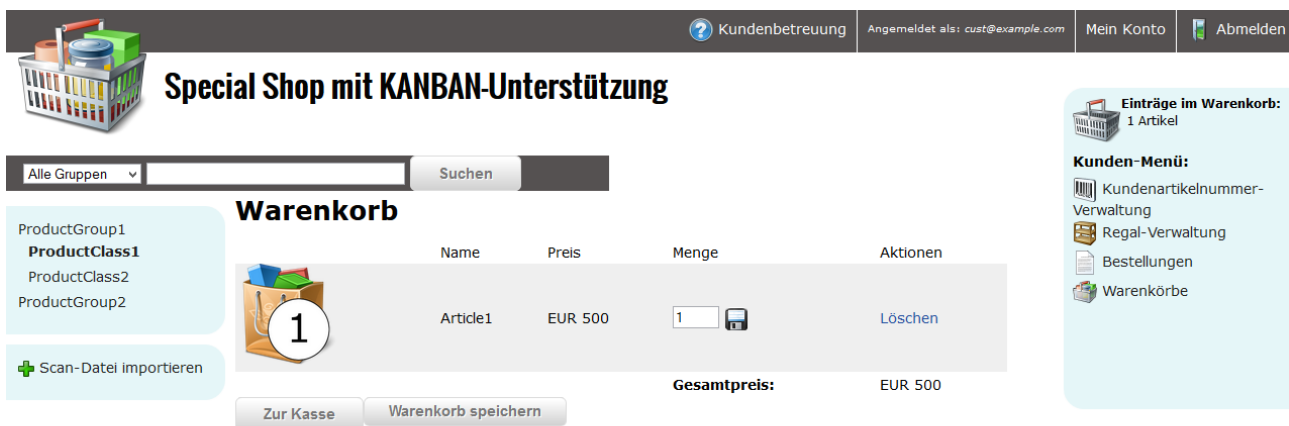 Kundenbetreuung Angemeldet als: cust@example.com Mein Konto Abmelden
Special Shop mit KANBAN-Unterstützung
Alle Gruppen Suchen
ProductGroup1
ProductClass1
ProductClass2
ProductGroup2
Scan-Datei importieren
Warenkorb
Name Preis Menge Aktionen
1 Article1 EUR 500 1 Löschen
Gesamtpreis: EUR 500
Zur Kasse Warenkorb speichern
Einträge im Warenkorb:
1 Artikel
Kunden-Menü:
Kundenartikelnummer-
Verwaltung
Regal-Verwaltung
Bestellungen
Warenkörbe